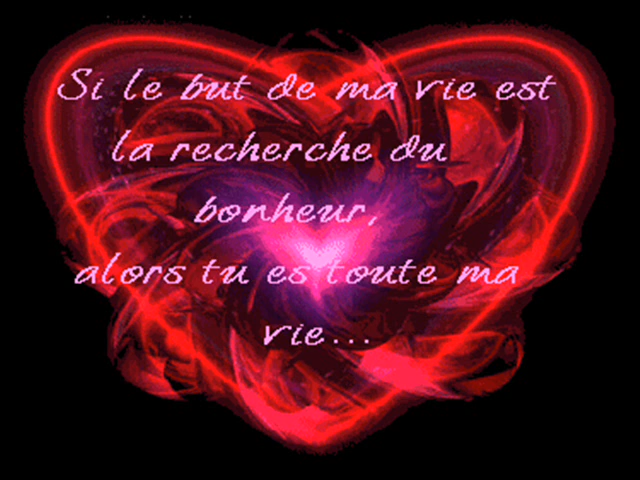 Si le but de ma vie est
la recherche du
bonheur,
alors tu es toute ma
vie...